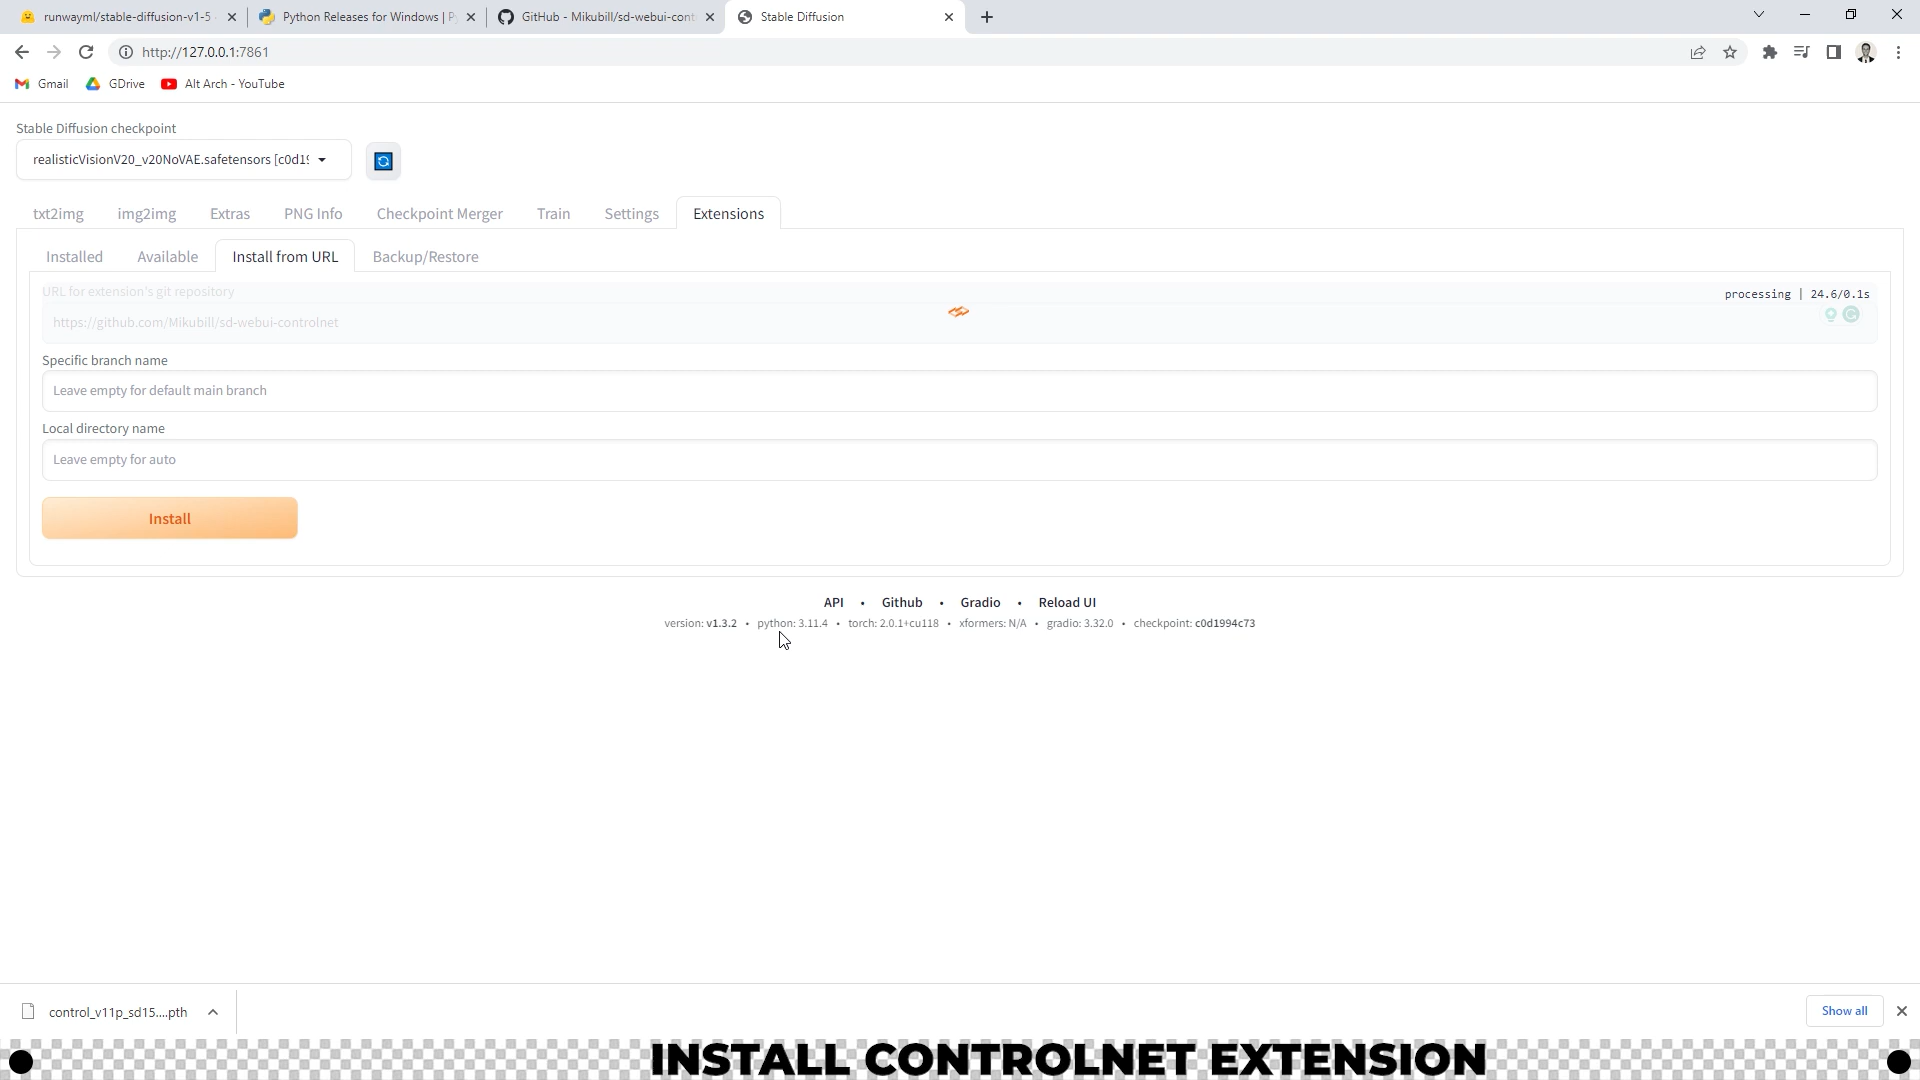 runwayml/stable-diffusion-v1-5
Python Releases for Windows | P
GitHub - Mikubill/sd-webui-cont
Stable Diffusion
http://127.0.0.1:7861
Gmail
GDrive
Alt Arch - YouTube
Stable Diffusion checkpoint
realisticVisionV20_v20NoVAE.safetensors [c0d19
txt2img
img2img
Extras
PNG Info
Checkpoint Merger
Train
Settings
Extensions
Installed
Available
Install from URL
Backup/Restore
URL for extension's git repository
processing | 24.6/0.1s
https://github.com/Mikubill/sd-webui-controlnet
Specific branch name
Leave empty for default main branch
Local directory name
Leave empty for auto
Install
API • Github • Gradio • Reload UI
version: v1.3.2 • python: 3.11.4 • torch: 2.0.1+cu118 • xformers: N/A • gradio: 3.32.0 • checkpoint: c0d1994c73
control_v11p_sd15....pth
Show all
INSTALL CONTROLNET EXTENSION